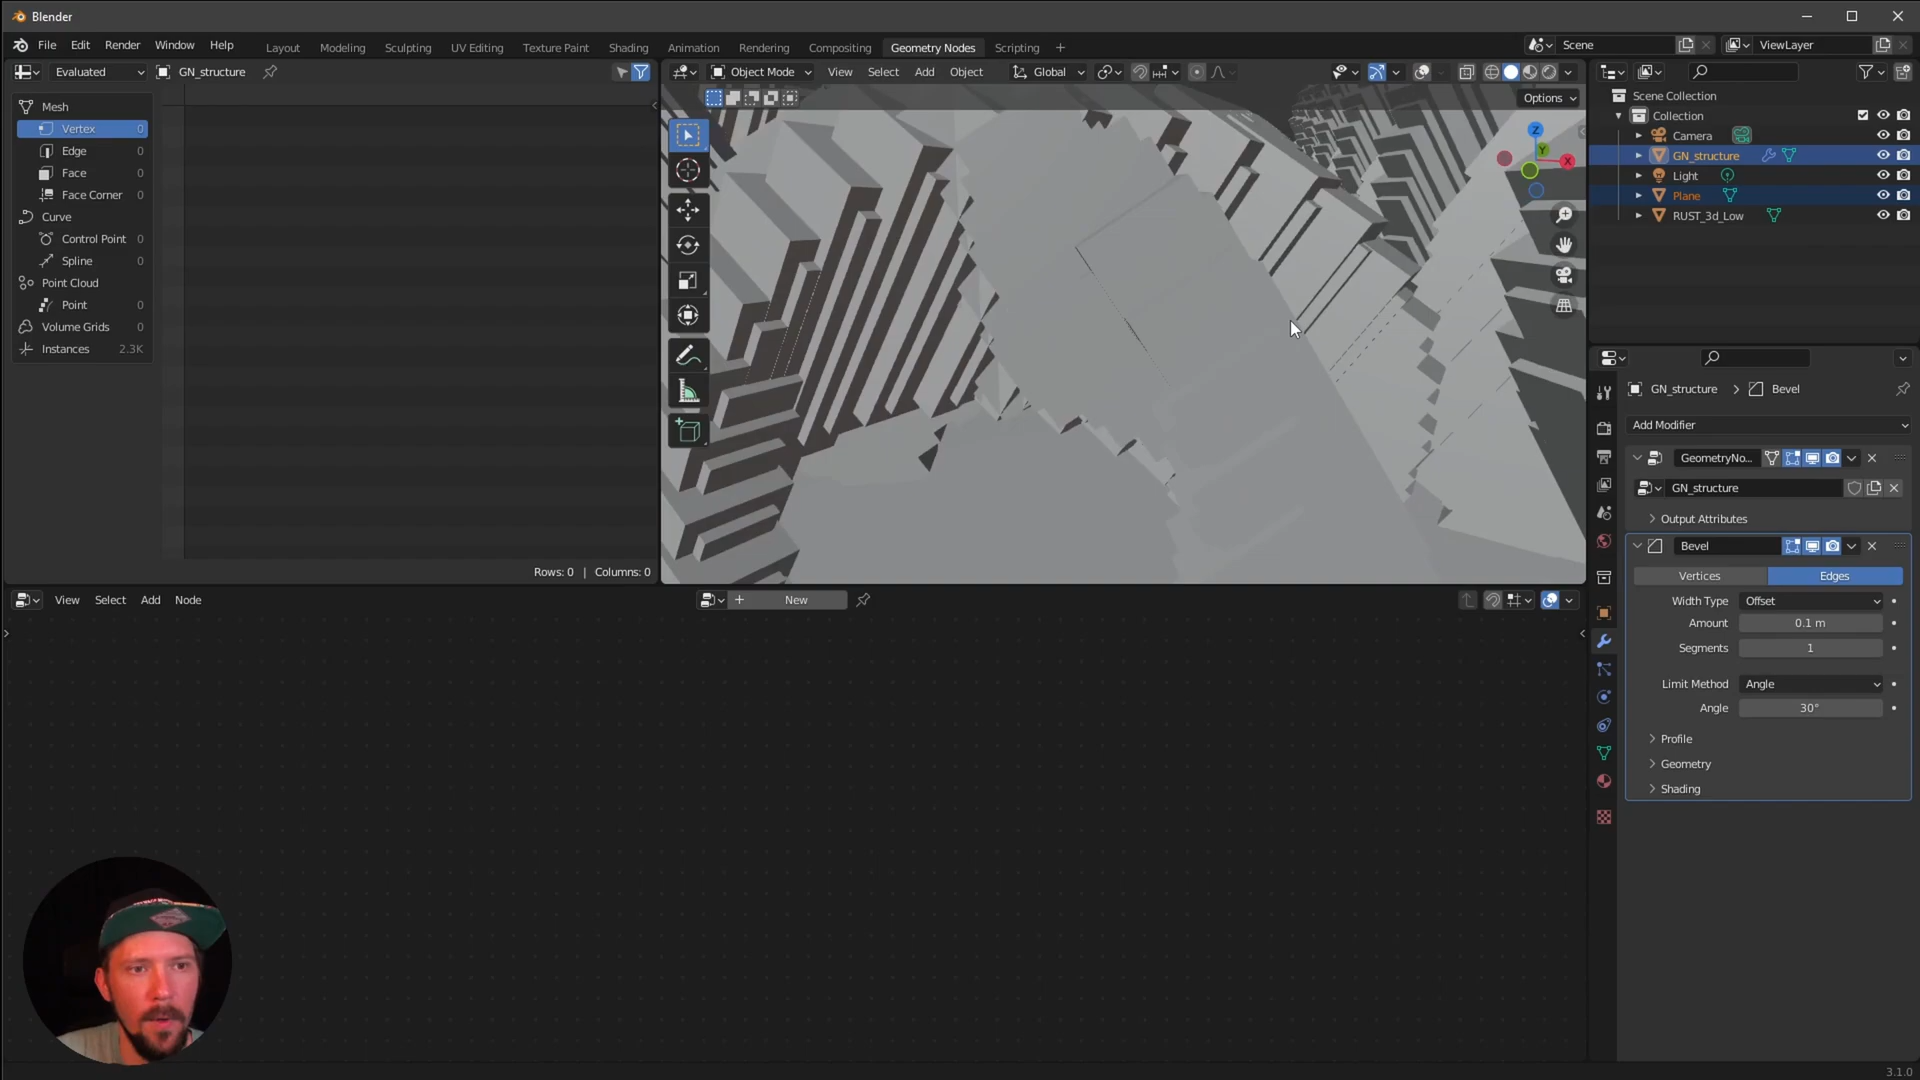 Blender
File Edit Render Window Help Layout Modeling Sculpting UV Editing Texture Paint Shading Animation Rendering Compositing Geometry Nodes Scripting + Scene ViewLayer
Evaluated GN_structure
Object Mode View Select Add Object Global
Options
Mesh
Vertex 0
Edge 0
Face 0
Face Corner 0
Curve
Control Point 0
Spline 0
Point Cloud
Point 0
Volume Grids 0
Instances 2.3K
Rows: 0 | Columns: 0
Z
Y
X
Scene Collection
Collection
Camera
GN_structure
Light
Plane
RUST_3d_Low
GN_structure > Bevel
Add Modifier
GeometryNo...
GN_structure
Output Attributes
Bevel
Vertices Edges
Width Type Offset
Amount 0.1 m
Segments 1
Limit Method Angle
Angle 30°
Profile
Geometry
Shading
View Select Add Node + New
3.1.0